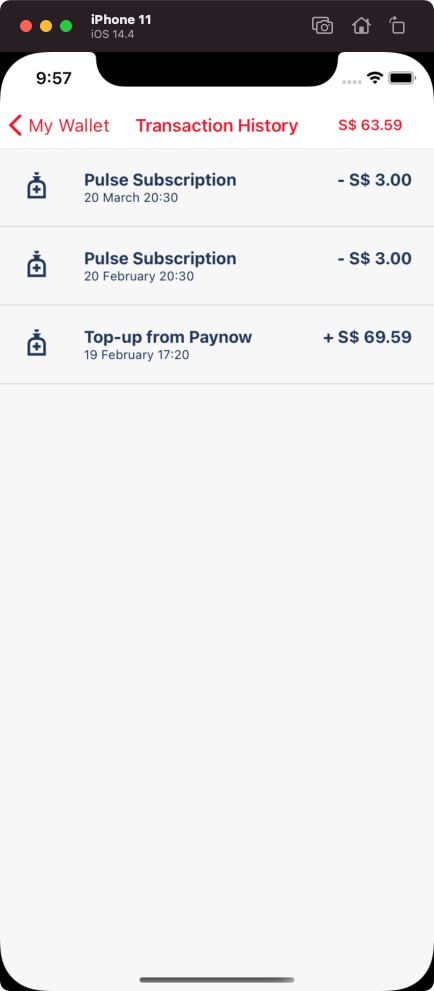 iPhone 11
iOS 14.4
9:57
My Wallet Transaction History S$ 63.59
Pulse Subscription - S$ 3.00
20 March 20:30
Pulse Subscription - S$ 3.00
20 February 20:30
Top-up from Paynow + S$ 69.59
19 February 17:20